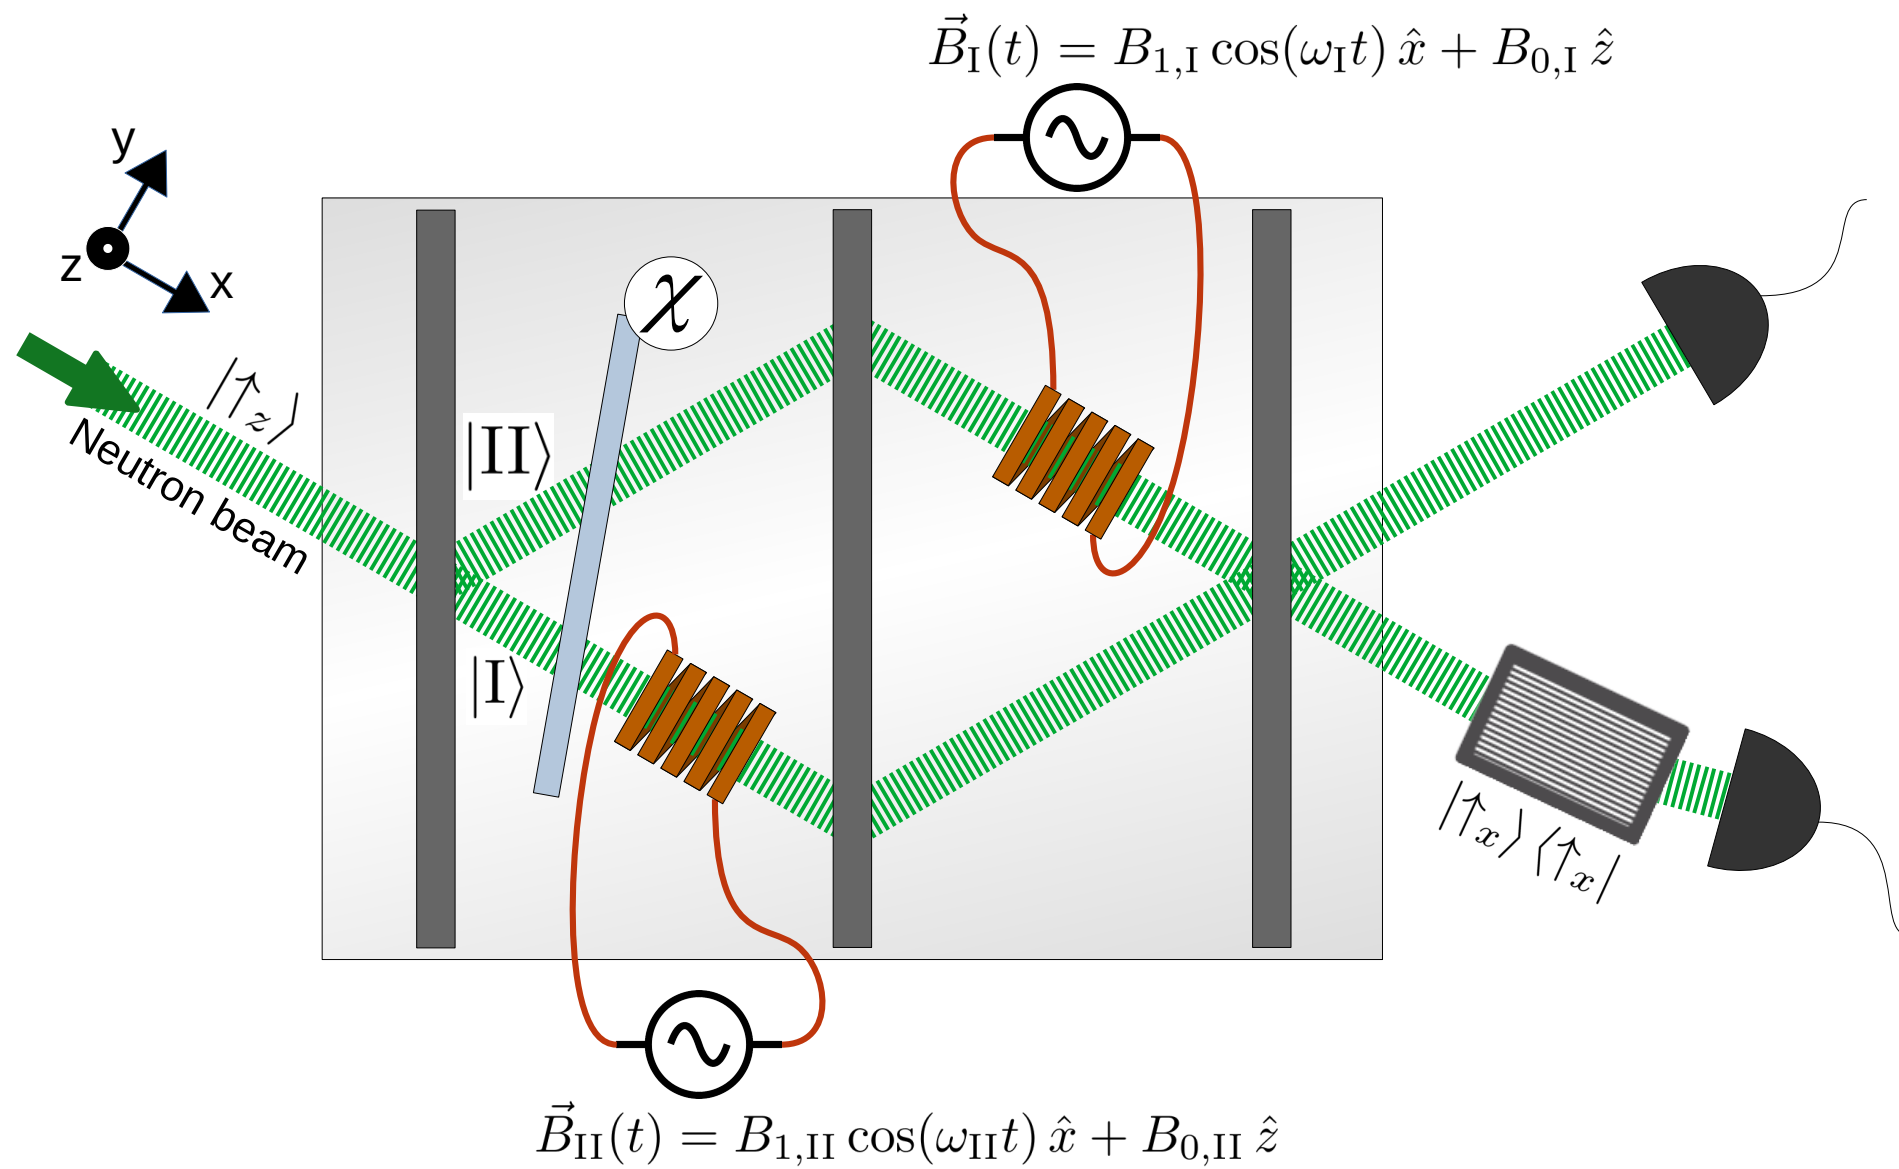 B⃗_I(t) = B_{1,I} cos(ω_I t) x̂ + B_{0,I} ẑ
y
z
x
χ
|↑_z⟩
Neutron beam
|II⟩
|I⟩
|↑_x⟩⟨↑_x|
B⃗_II(t) = B_{1,II} cos(ω_II t) x̂ + B_{0,II} ẑ